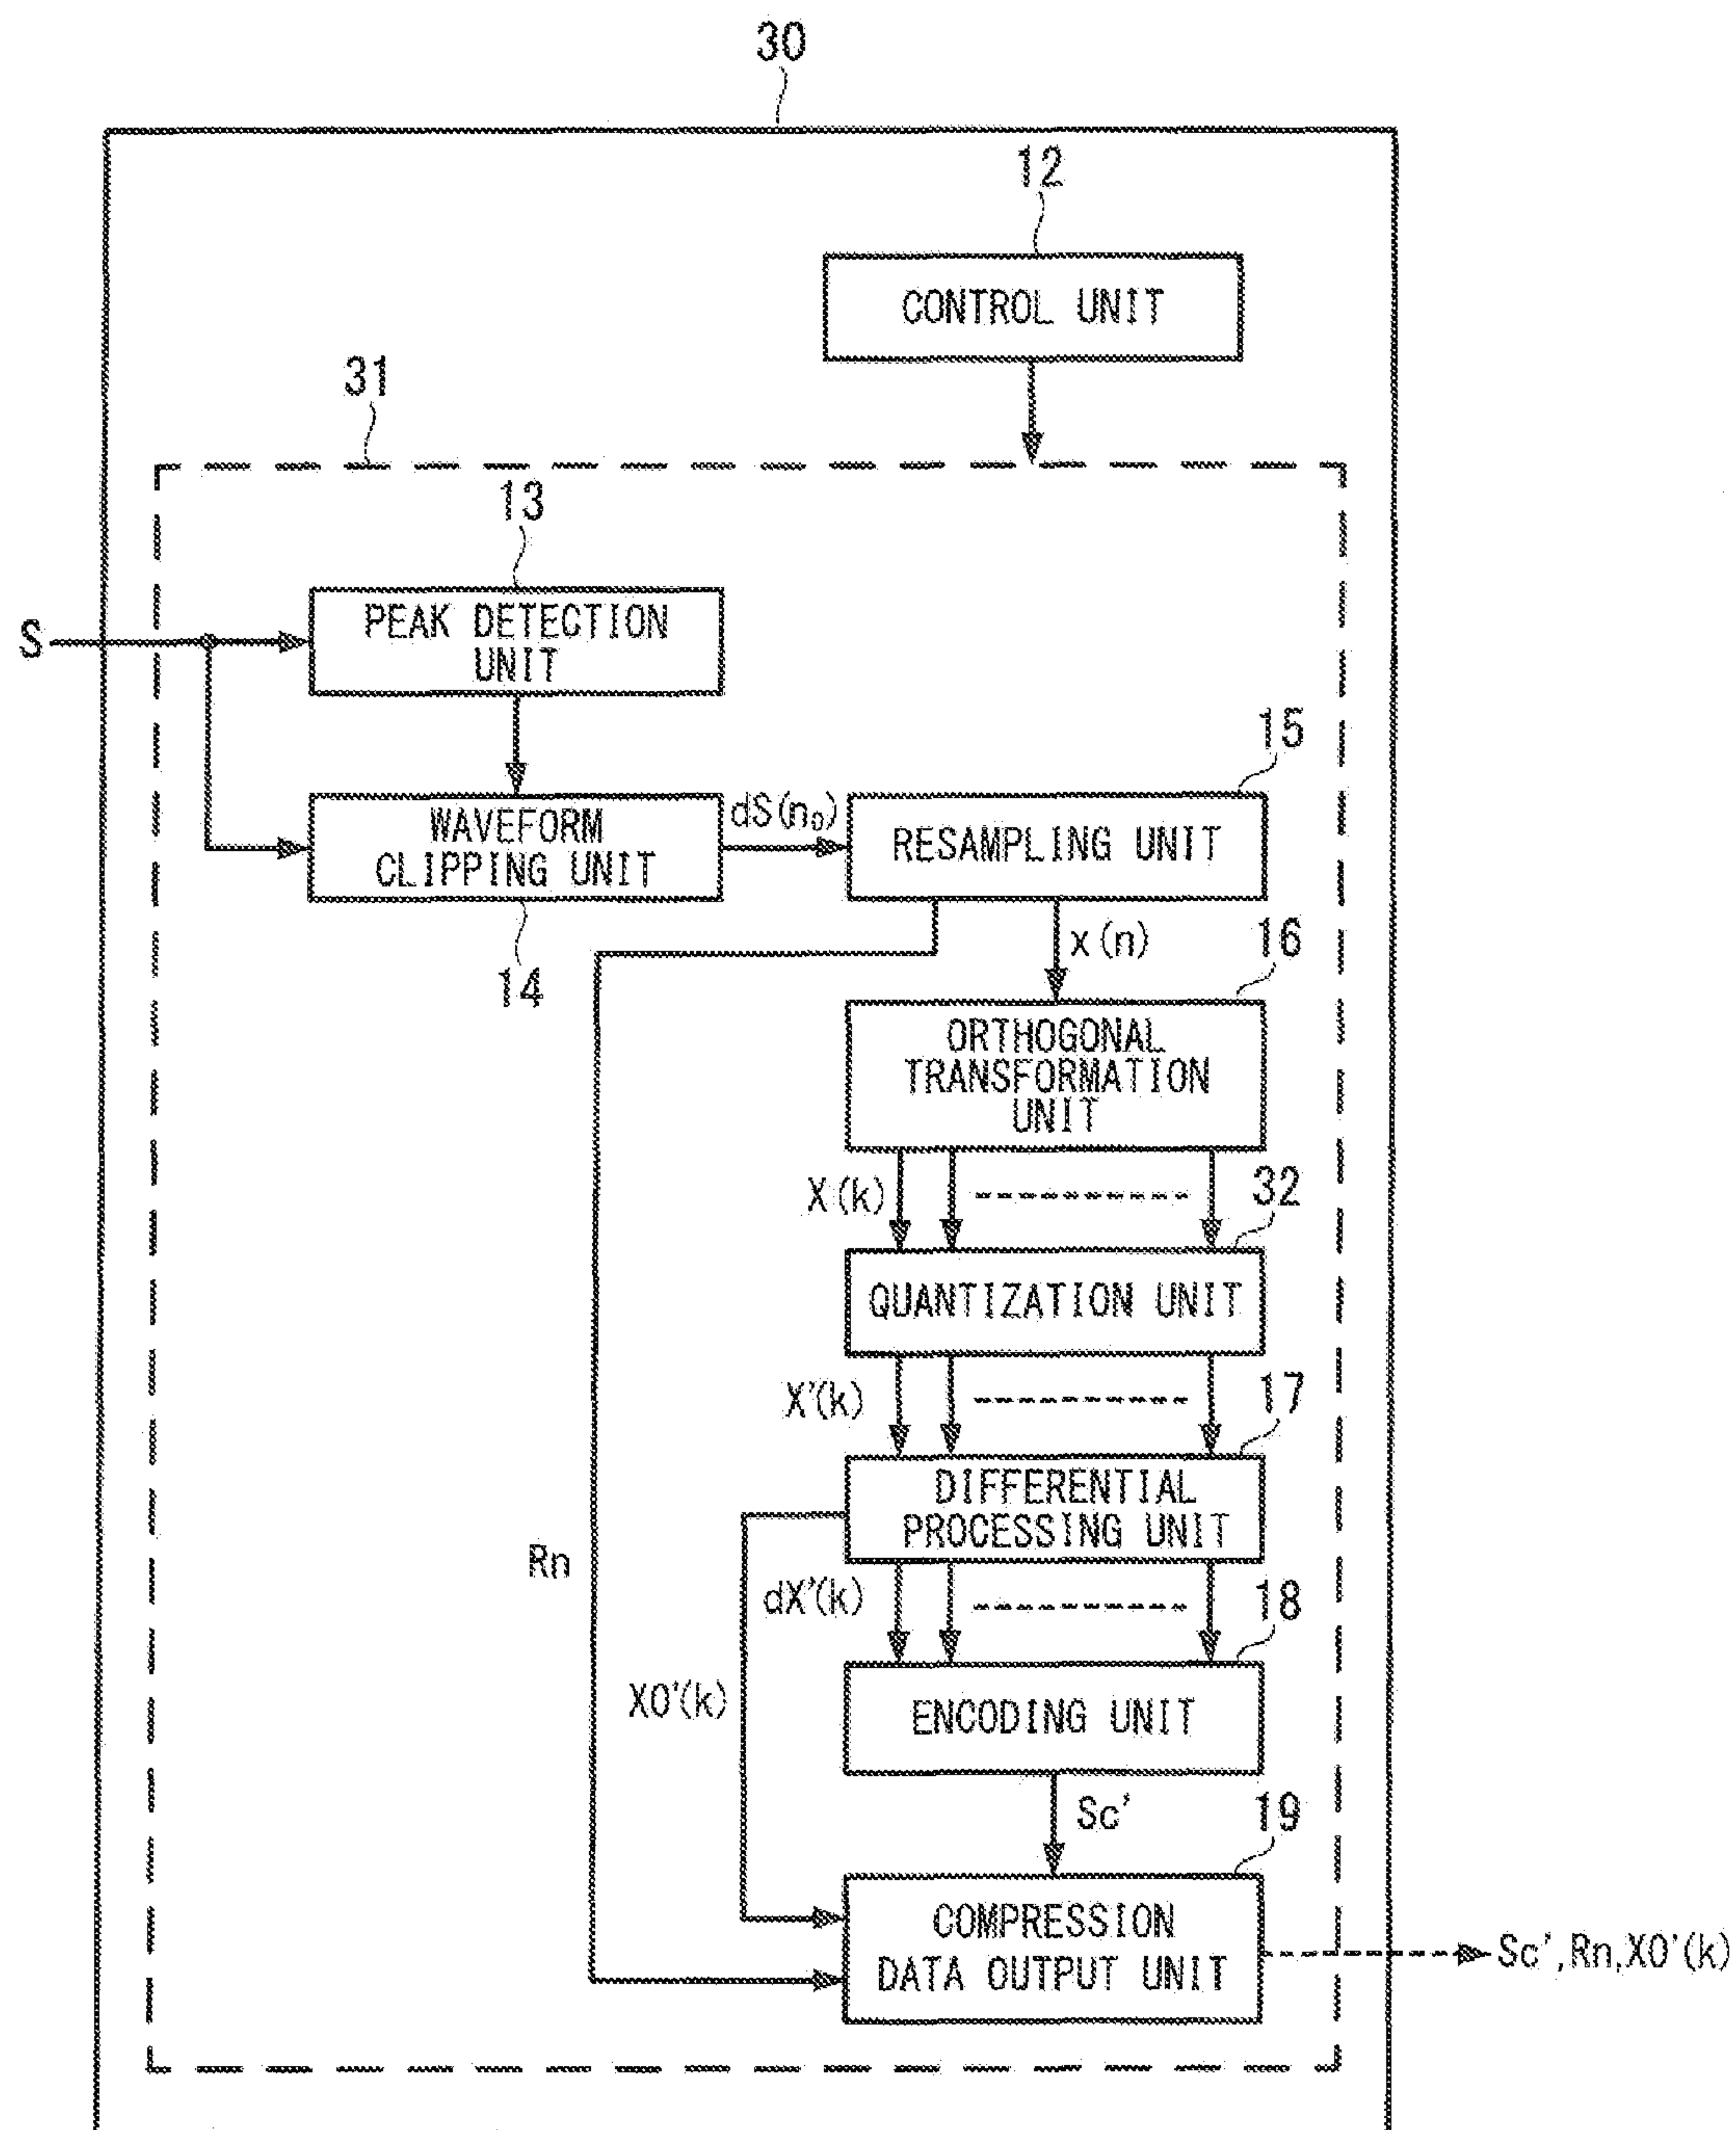 30
12
CONTROL UNIT
31
13
S
PEAK DETECTION
UNIT
15
WAVEFORM
CLIPPING UNIT
dS(n₀)
RESAMPLING UNIT
14
x(n)
16
ORTHOGONAL
TRANSFORMATION
UNIT
X(k)
32
QUANTIZATION UNIT
X'(k)
17
DIFFERENTIAL
PROCESSING UNIT
Rn
dX'(k)
18
X0'(k)
ENCODING UNIT
Sc'
19
COMPRESSION
DATA OUTPUT UNIT
Sc',Rn,X0'(k)